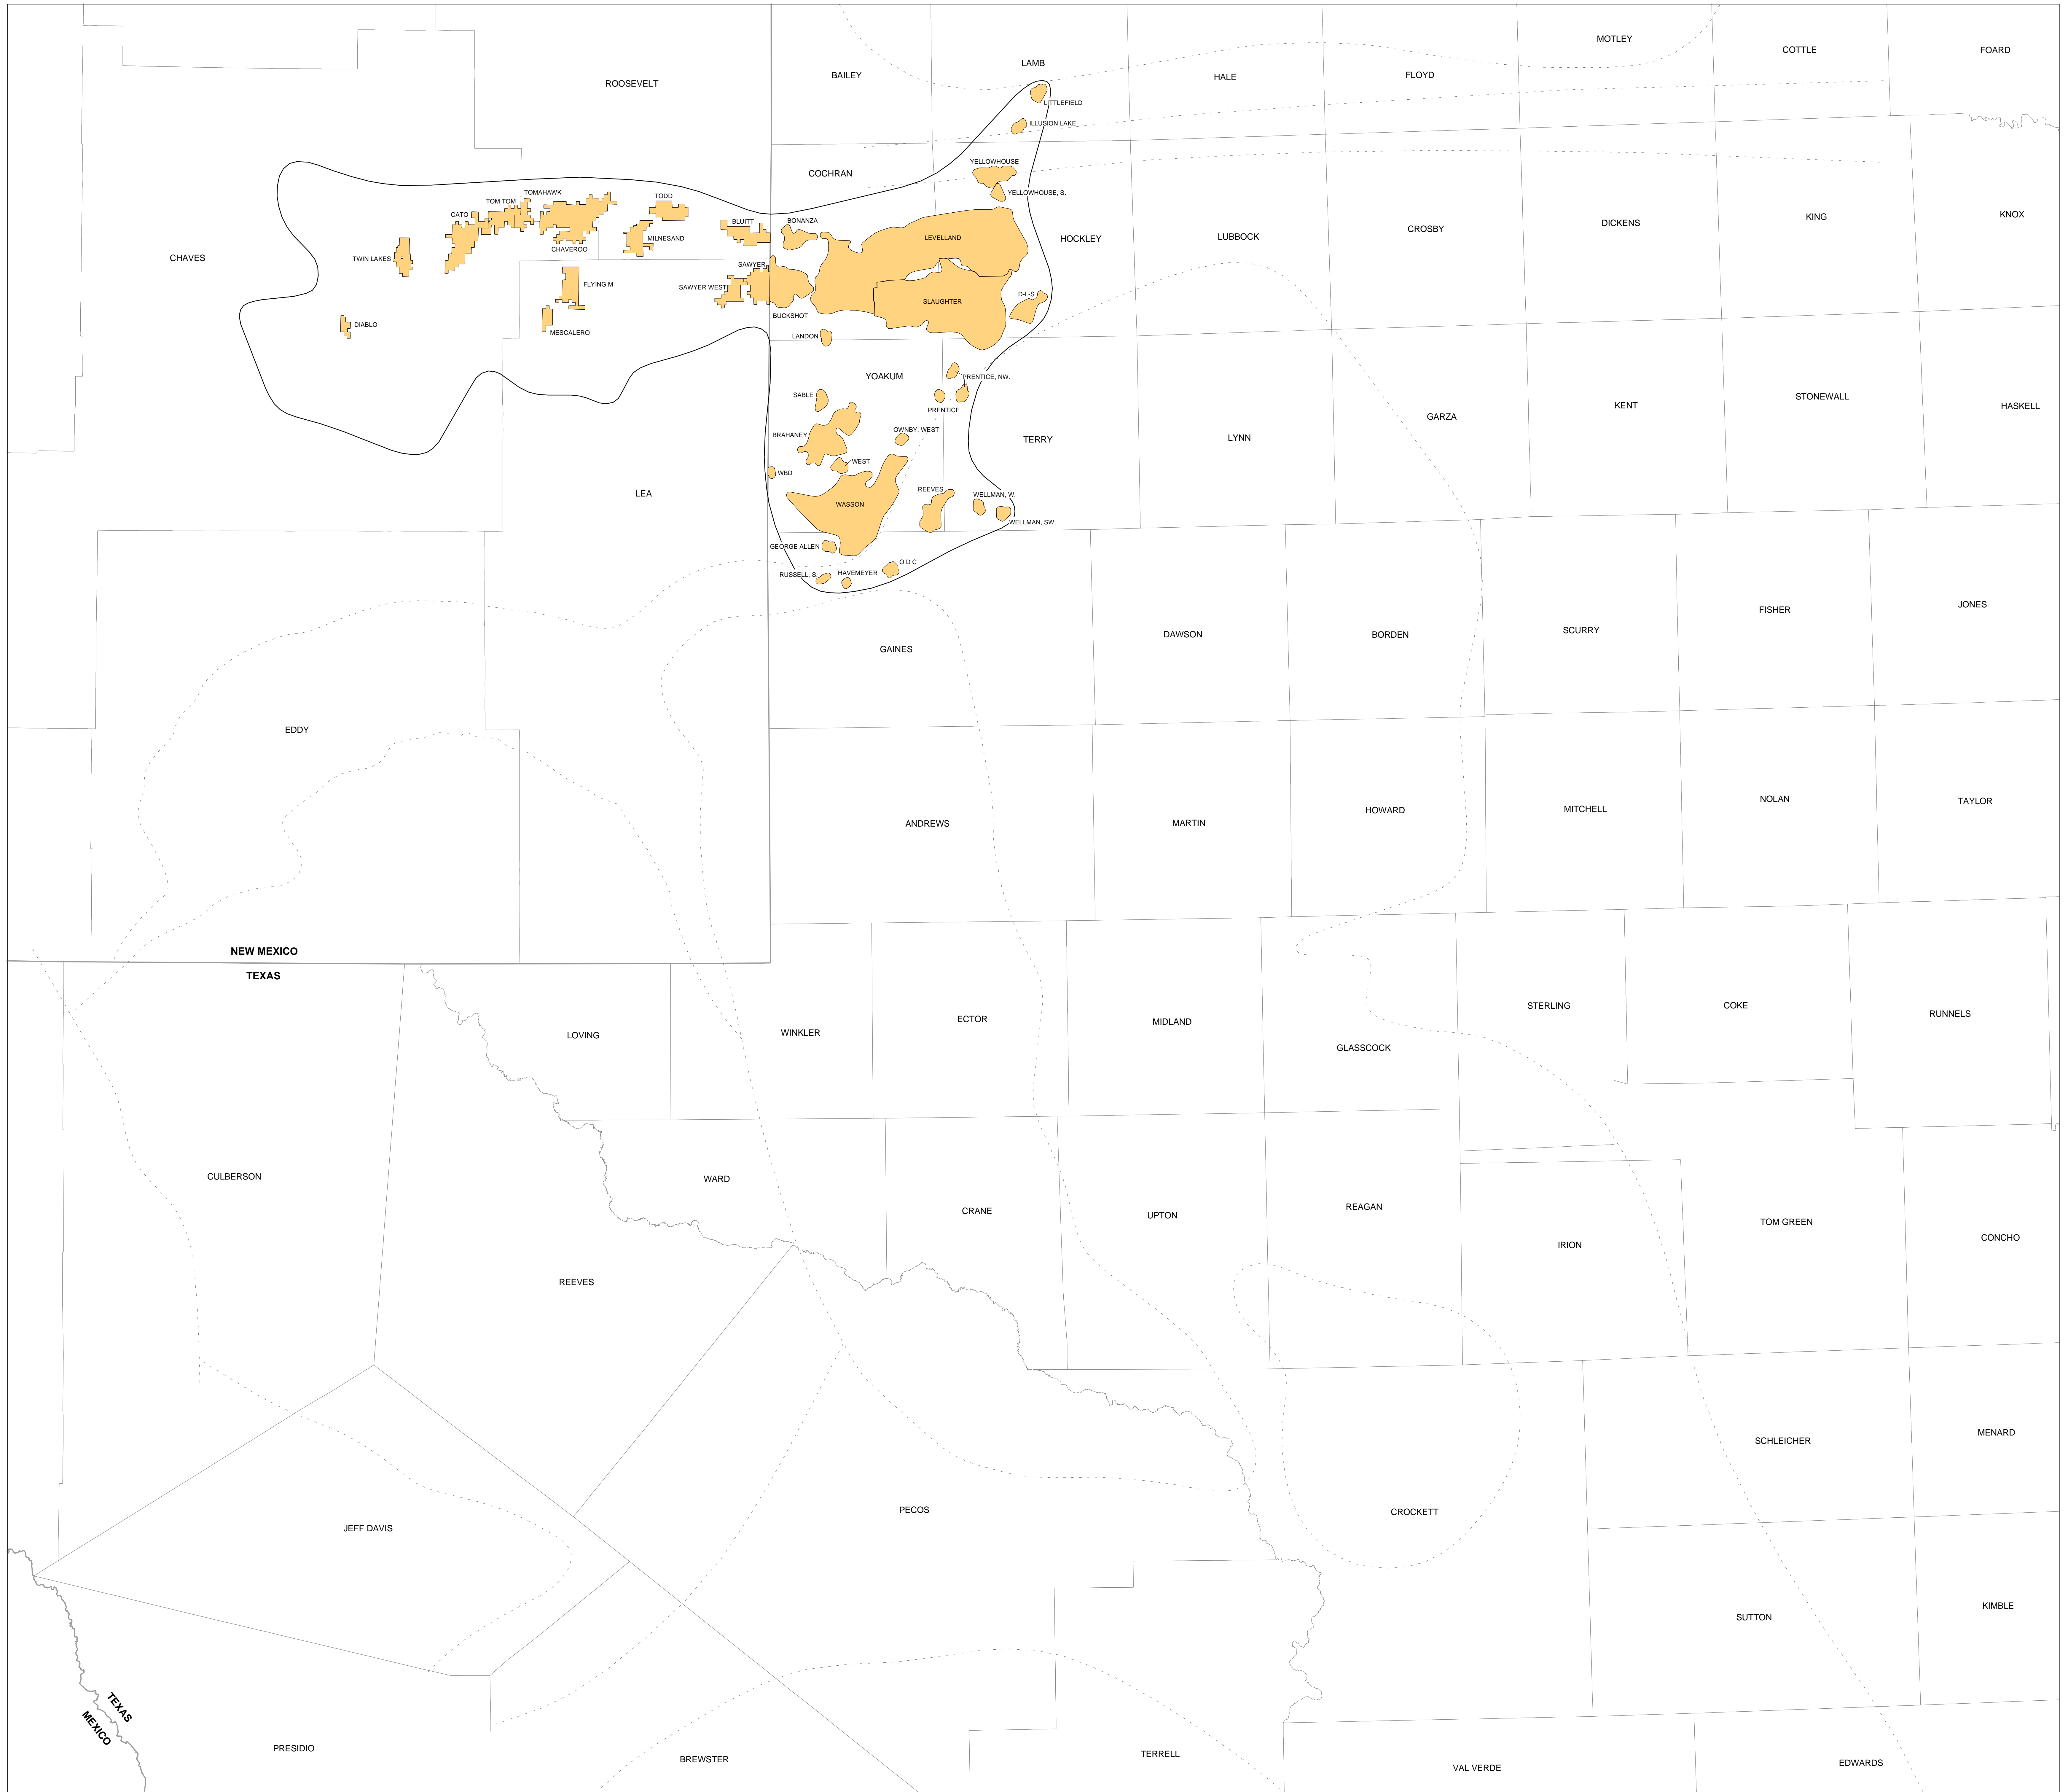 MOTLEY
COTTLE
FOARD
LAMB
BAILEY
HALE
FLOYD
ROOSEVELT
LITTLEFIELD
ILLUSION LAKE
YELLOWHOUSE
COCHRAN
YELLOWHOUSE, S.
TOMAHAWK
TODD
TOM TOM
CATO
BLUITT
BONANZA
KING
KNOX
DICKENS
CROSBY
LUBBOCK
HOCKLEY
LEVELLAND
MILNESAND
CHAVEROO
CHAVES
TWIN LAKES
SAWYER
FLYING M
SAWYER WEST
D-L-S
SLAUGHTER
BUCKSHOT
DIABLO
MESCALERO
LANDON
YOAKUM
PRENTICE, NW.
SABLE
PRENTICE
STONEWALL
KENT
HASKELL
GARZA
OWNBY, WEST
BRAHANEY
TERRY
LYNN
WEST
WBD
REEVES
LEA
WELLMAN, W.
WASSON
WELLMAN, SW.
GEORGE ALLEN
O D C
HAVEMEYER
RUSSELL, S.
JONES
FISHER
SCURRY
DAWSON
BORDEN
GAINES
EDDY
NOLAN
TAYLOR
MITCHELL
HOWARD
ANDREWS
MARTIN
NEW MEXICO
TEXAS
STERLING
COKE
RUNNELS
ECTOR
MIDLAND
WINKLER
LOVING
GLASSCOCK
CULBERSON
WARD
CRANE
UPTON
REAGAN
TOM GREEN
CONCHO
IRION
REEVES
MENARD
SCHLEICHER
PECOS
CROCKETT
JEFF DAVIS
KIMBLE
SUTTON
TEXAS
MEXICO
PRESIDIO
BREWSTER
TERRELL
VAL VERDE
EDWARDS